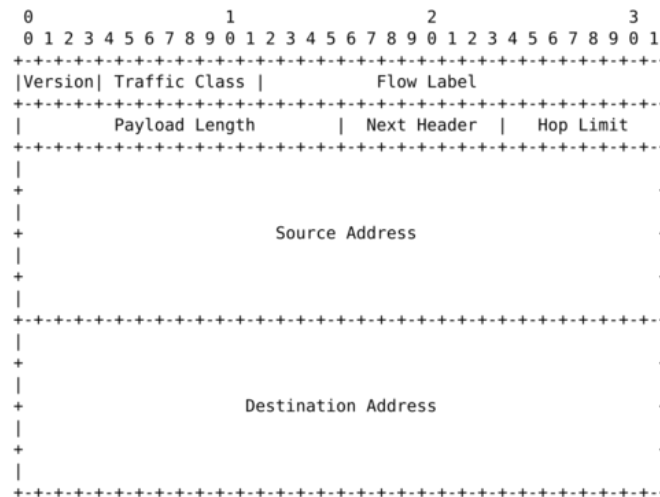 0                   1                   2                   3
0 1 2 3 4 5 6 7 8 9 0 1 2 3 4 5 6 7 8 9 0 1 2 3 4 5 6 7 8 9 0 1
+-+-+-+-+-+-+-+-+-+-+-+-+-+-+-+-+-+-+-+-+-+-+-+-+-+-+-+-+-+-+-+-
|Version| Traffic Class |           Flow Label
+-+-+-+-+-+-+-+-+-+-+-+-+-+-+-+-+-+-+-+-+-+-+-+-+-+-+-+-+-+-+-+-
|         Payload Length        |  Next Header  |   Hop Limit
+-+-+-+-+-+-+-+-+-+-+-+-+-+-+-+-+-+-+-+-+-+-+-+-+-+-+-+-+-+-+-+-
|
+
|
+                         Source Address
|
+
|
+-+-+-+-+-+-+-+-+-+-+-+-+-+-+-+-+-+-+-+-+-+-+-+-+-+-+-+-+-+-+-+-
|
+
|
+                      Destination Address
|
+
|
+-+-+-+-+-+-+-+-+-+-+-+-+-+-+-+-+-+-+-+-+-+-+-+-+-+-+-+-+-+-+-+-